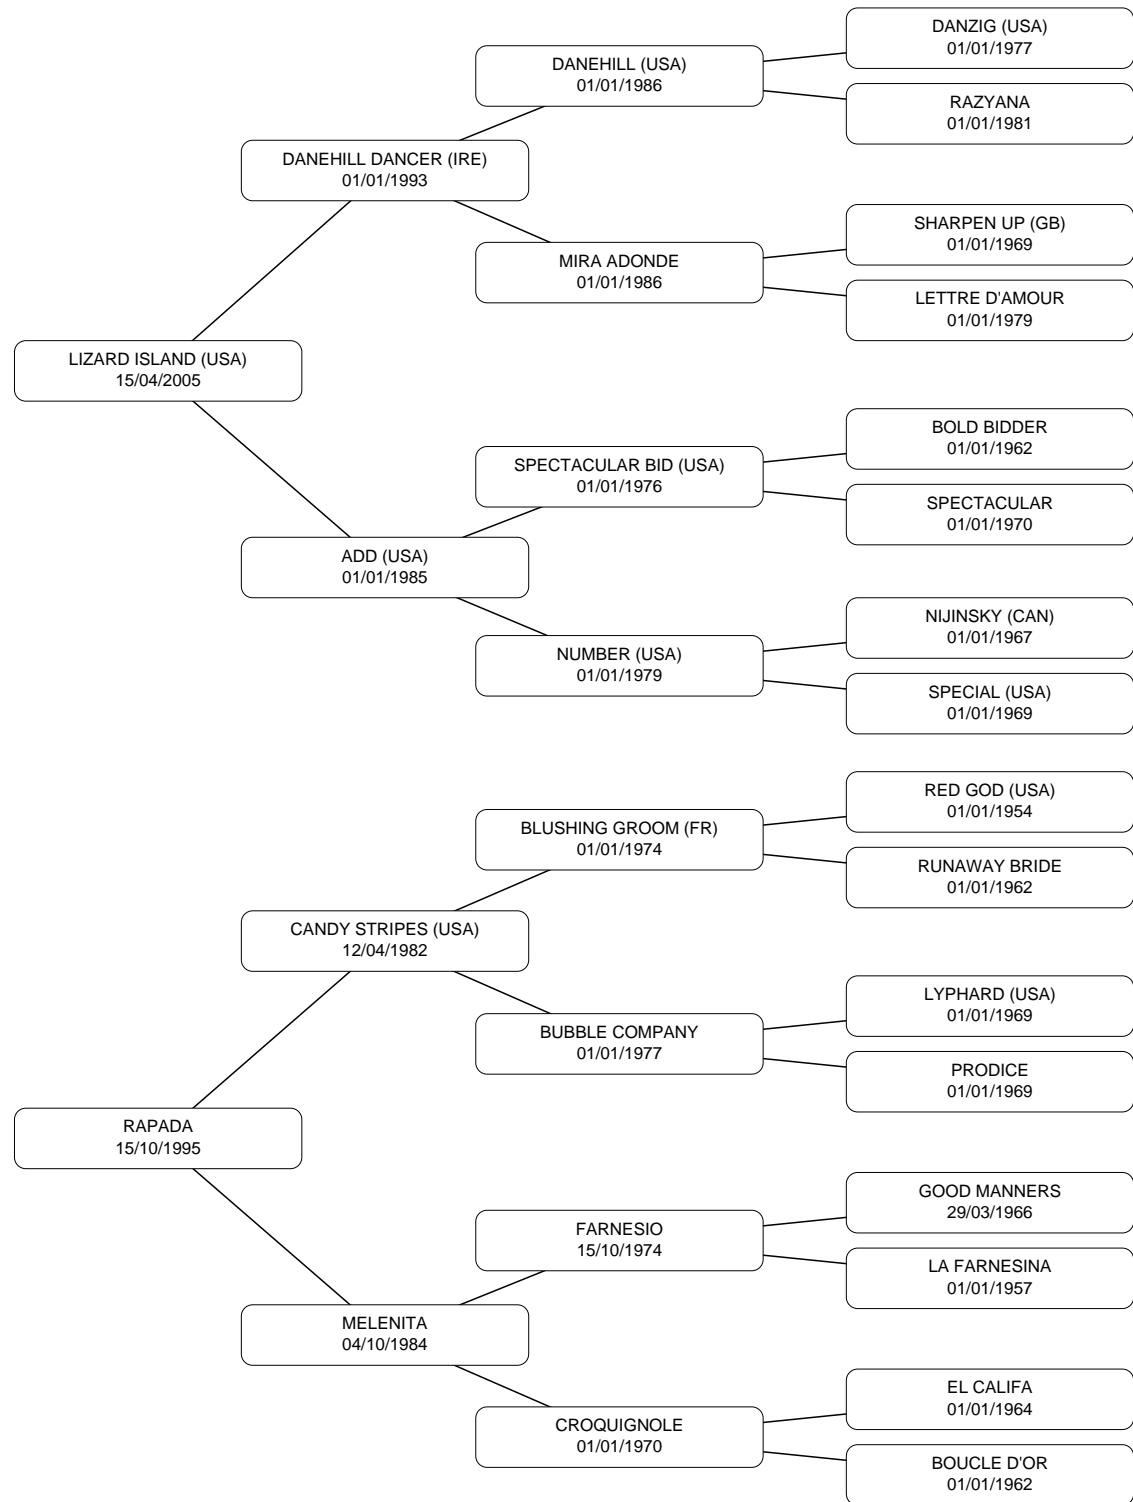 DANZIG (USA)
01/01/1977
DANEHILL (USA)
01/01/1986
RAZYANA
01/01/1981
DANEHILL DANCER (IRE)
01/01/1993
SHARPEN UP (GB)
01/01/1969
MIRA ADONDE
01/01/1986
LETTRE D'AMOUR
01/01/1979
LIZARD ISLAND (USA)
15/04/2005
BOLD BIDDER
01/01/1962
SPECTACULAR BID (USA)
01/01/1976
SPECTACULAR
01/01/1970
ADD (USA)
01/01/1985
NIJINSKY (CAN)
01/01/1967
NUMBER (USA)
01/01/1979
SPECIAL (USA)
01/01/1969
RED GOD (USA)
01/01/1954
BLUSHING GROOM (FR)
01/01/1974
RUNAWAY BRIDE
01/01/1962
CANDY STRIPES (USA)
12/04/1982
LYPHARD (USA)
01/01/1969
BUBBLE COMPANY
01/01/1977
PRODICE
01/01/1969
RAPADA
15/10/1995
GOOD MANNERS
29/03/1966
FARNESIO
15/10/1974
LA FARNESINA
01/01/1957
MELENITA
04/10/1984
EL CALIFA
01/01/1964
CROQUIGNOLE
01/01/1970
BOUCLE D'OR
01/01/1962